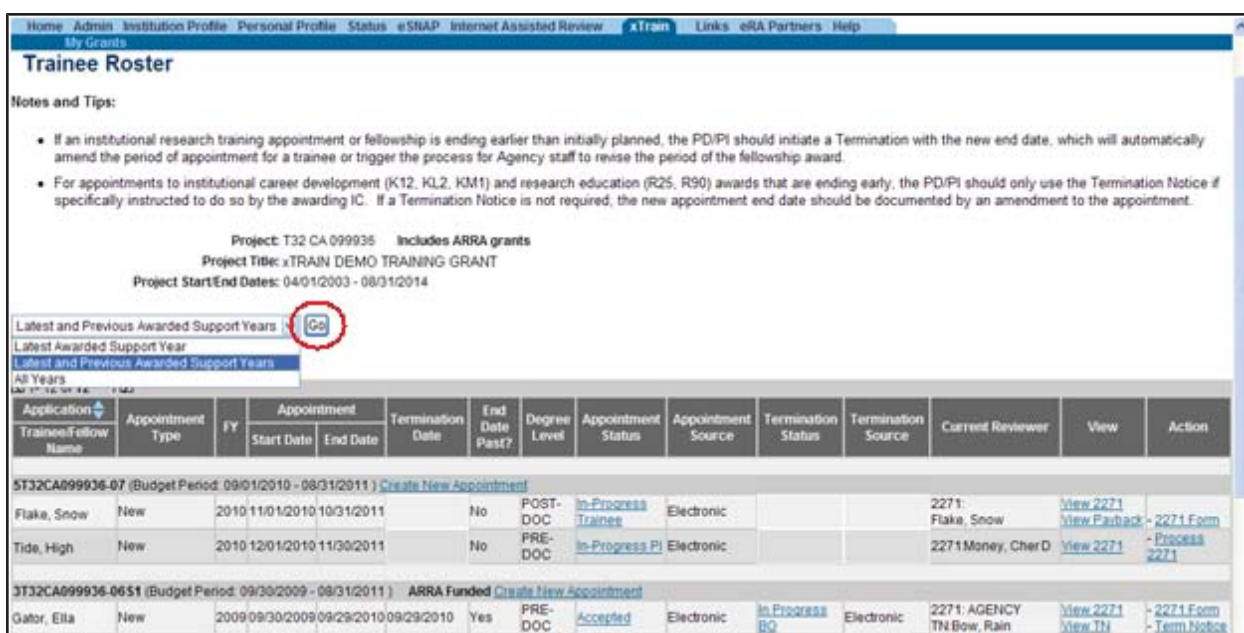 Home Admin Institution Profile Personal Profile Status eSNAP Internet Assisted Review xTrain Links eRA Partners Help
My Grants
Trainee Roster
Notes and Tips:
• If an institutional research training appointment or fellowship is ending earlier than initially planned, the PD/PI should initiate a Termination with the new end date, which will automatically
amend the period of appointment for a trainee or trigger the process for Agency staff to revise the period of the fellowship award.
• For appointments to institutional career development (K12, KL2, KM1) and research education (R25, R90) awards that are ending early, the PD/PI should only use the Termination Notice if
specifically instructed to do so by the awarding IC. If a Termination Notice is not required, the new appointment end date should be documented by an amendment to the appointment.
Project: T32 CA 099936 Includes ARRA grants
Project Title: xTRAIN DEMO TRAINING GRANT
Project Start/End Dates: 04/01/2003 - 08/31/2014
Latest and Previous Awarded Support Years Go
Latest Awarded Support Year
Latest and Previous Awarded Support Years
All Years
Application Trainee/Fellow Name Appointment Type FY Appointment Start Date End Date Termination Date End Date Past? Degree Level Appointment Status Appointment Source Termination Status Termination Source Current Reviewer View Action
5T32CA099936-07 (Budget Period: 09/01/2010 - 08/31/2011 ) Create New Appointment
Flake, Snow New 2010 11/01/2010 10/31/2011 No POST-DOC In-Progress Trainee Electronic 2271: Flake, Snow View 2271 View Payback - 2271 Form
Tide, High New 2010 12/01/2010 11/30/2011 No PRE-DOC In-Progress PI Electronic 2271:Money, Cher D View 2271 - Process 2271
3T32CA099936-06S1 (Budget Period: 09/30/2009 - 08/31/2011 ) ARRA Funded Create New Appointment
Gator, Ella New 2009 09/30/2009 09/29/2010 09/29/2010 Yes PRE-DOC Accepted Electronic In Progress BO Electronic 2271: AGENCY TN:Bow, Rain View 2271 View TN - 2271 Form - Term Notice